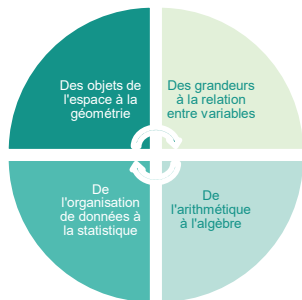 Des objets de
l'espace à la
géométrie
Des grandeurs
à la relation
entre variables
De
l'organisation
de données à
la statistique
De
l'arithmétique
à l'algèbre